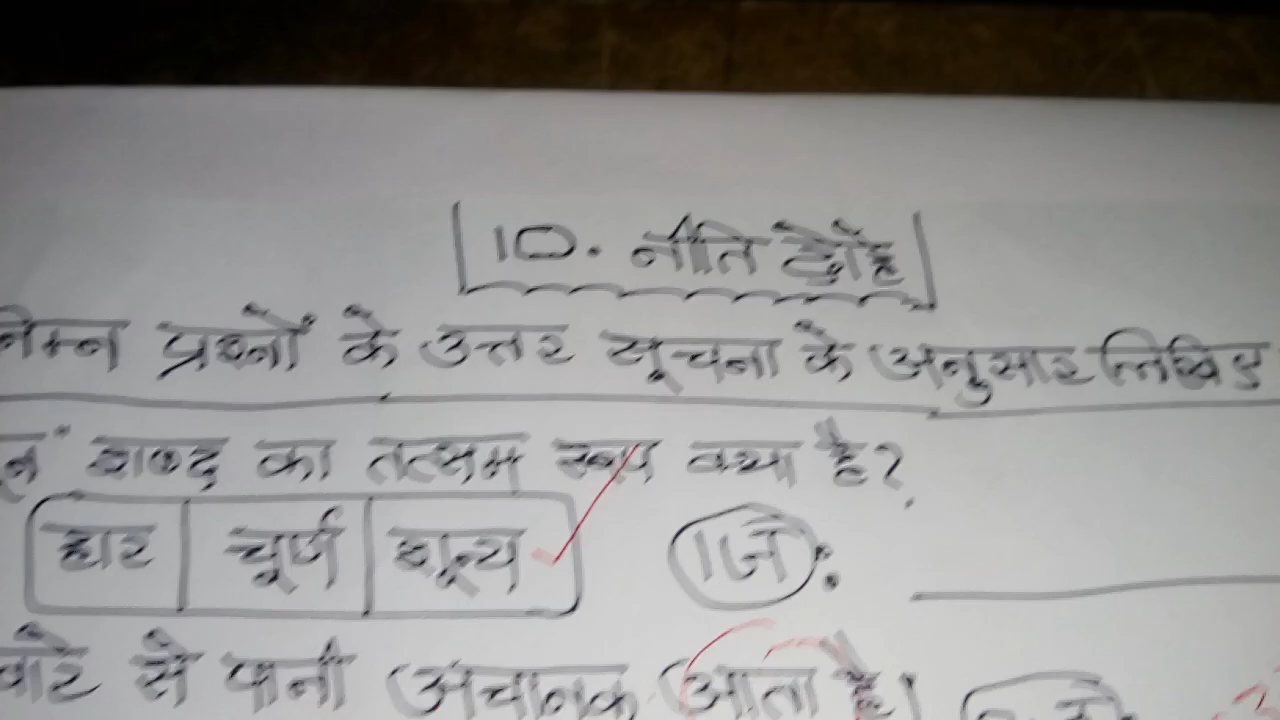 10. नीति दोहे
निम्न प्रश्नों के उत्तर सूचना के अनुसार लिखिए
शब्द का तत्सम रूप क्या है?
हार चूर्ण शून्य
से पानी अचानक आता है।